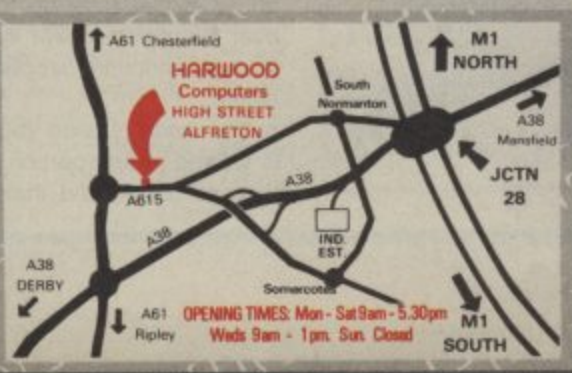 A61 Chesterfield
M1
NORTH
HARWOOD
Computers
HIGH STREET
ALFRETON
South
Normanton
A38
Mansfield
JCTN
28
A615
A38
A38
IND.
EST.
A38
DERBY
Somercotes
A61
Ripley
OPENING TIMES: Mon - Sat 9am - 5.30pm
Weds 9am - 1pm. Sun. Closed
M1
SOUTH